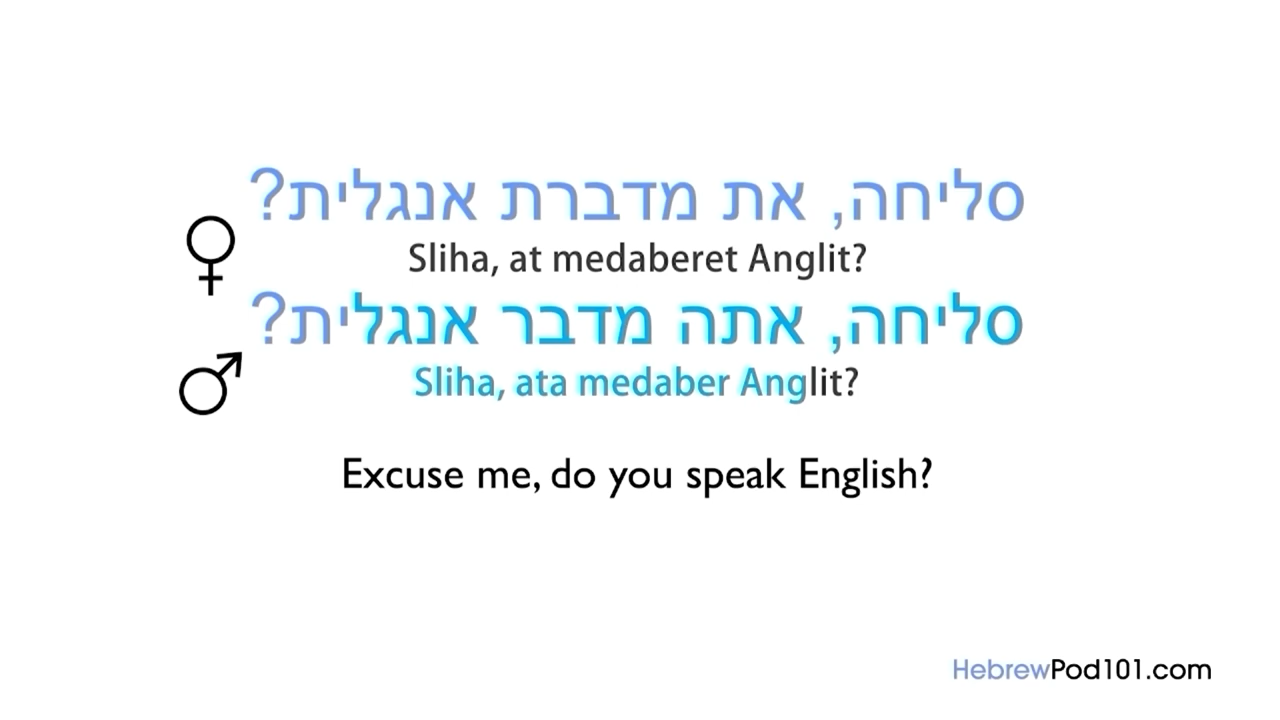 סליחה, את מדברת אנגלית?
Sliha, at medaberet Anglit?
סליחה, אתה מדבר אנגלית?
Sliha, ata medaber Anglit?
Excuse me, do you speak English?
HebrewPod101.com